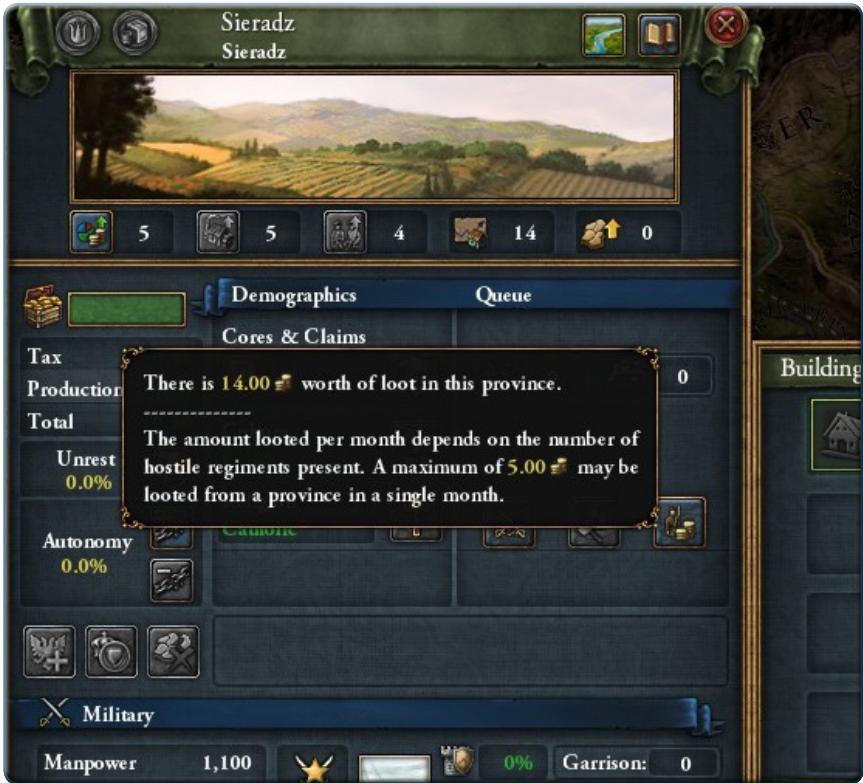 Sieradz
Sieradz
5 5 4 14 0
Demographics Queue
Cores & Claims
Tax
Production
Total
0
Building
There is 14.00 worth of loot in this province.
--------------
The amount looted per month depends on the number of
hostile regiments present. A maximum of 5.00 may be
looted from a province in a single month.
Unrest
0.0%
Catholic
Autonomy
0.0%
Military
Manpower 1,100 0% Garrison: 0